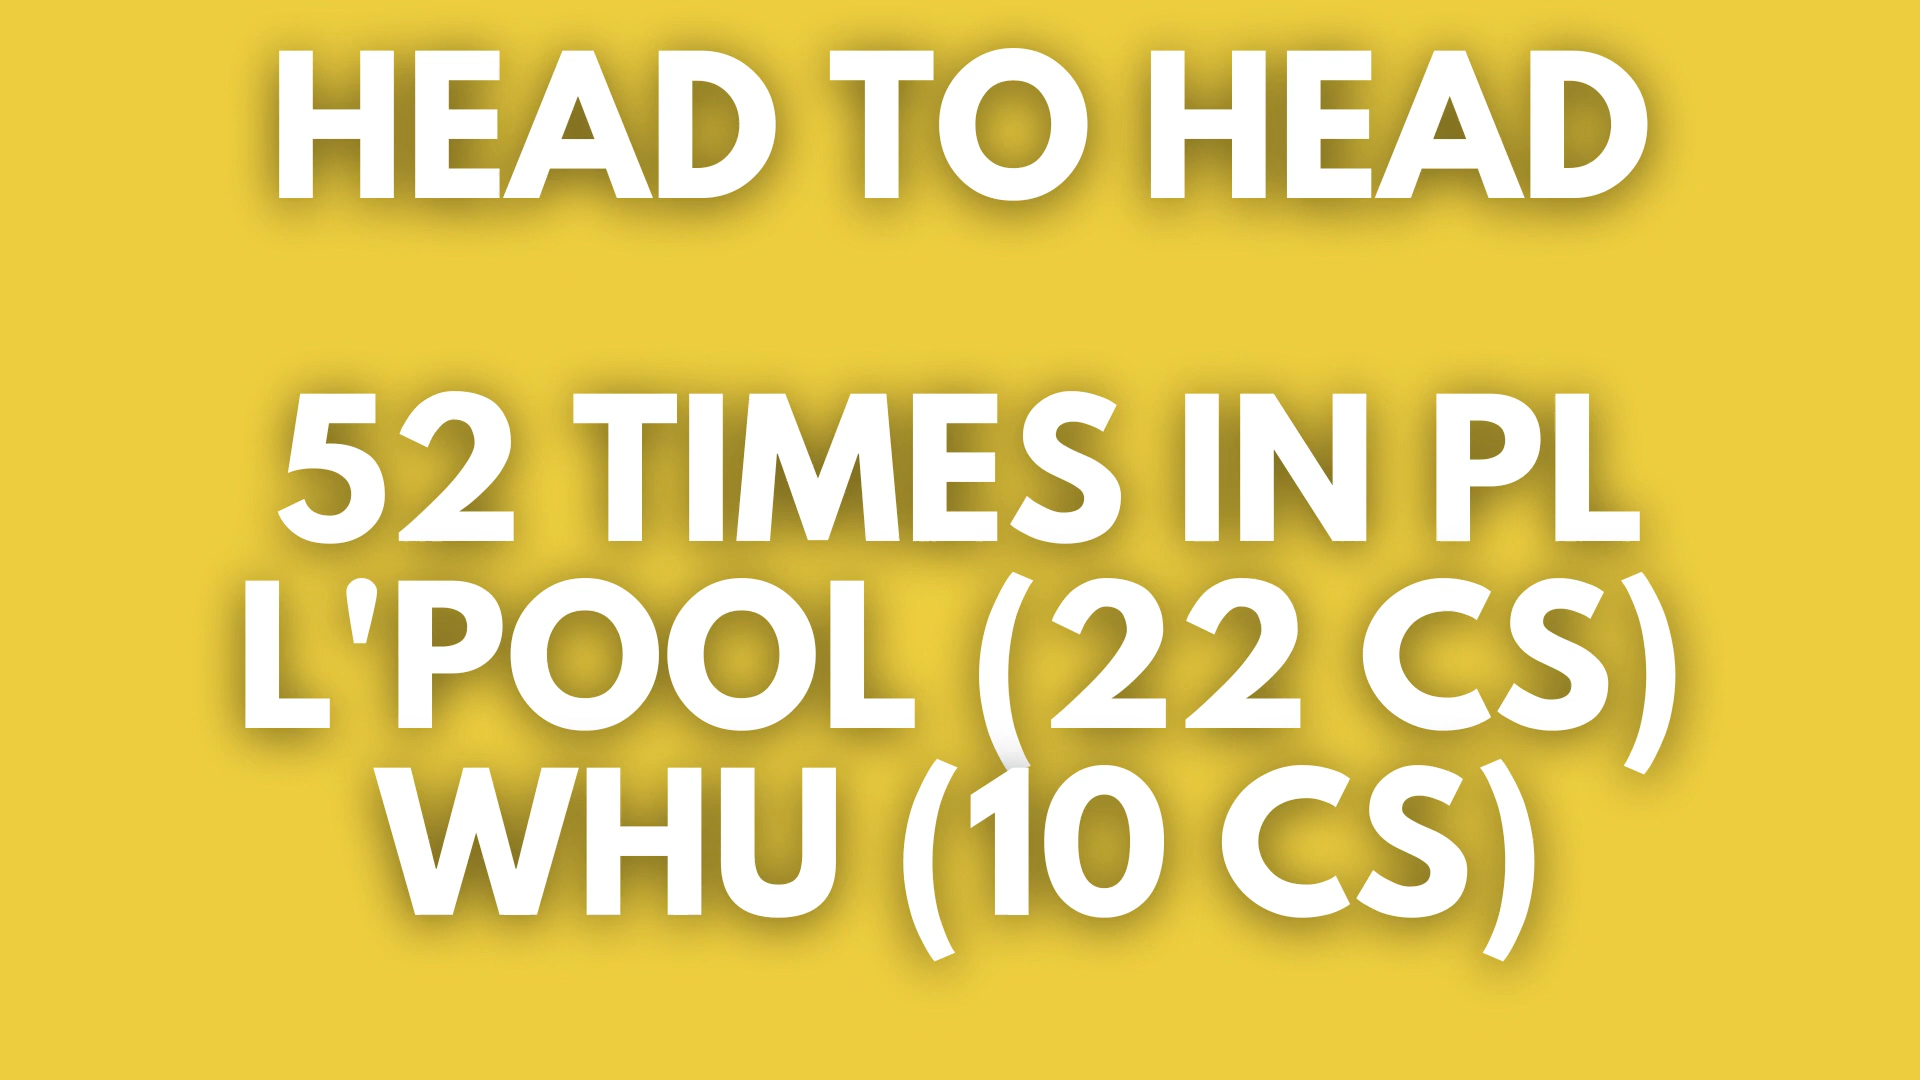 HEAD TO HEAD
52 TIMES IN PL
L'POOL (22 CS)
WHU (10 CS)